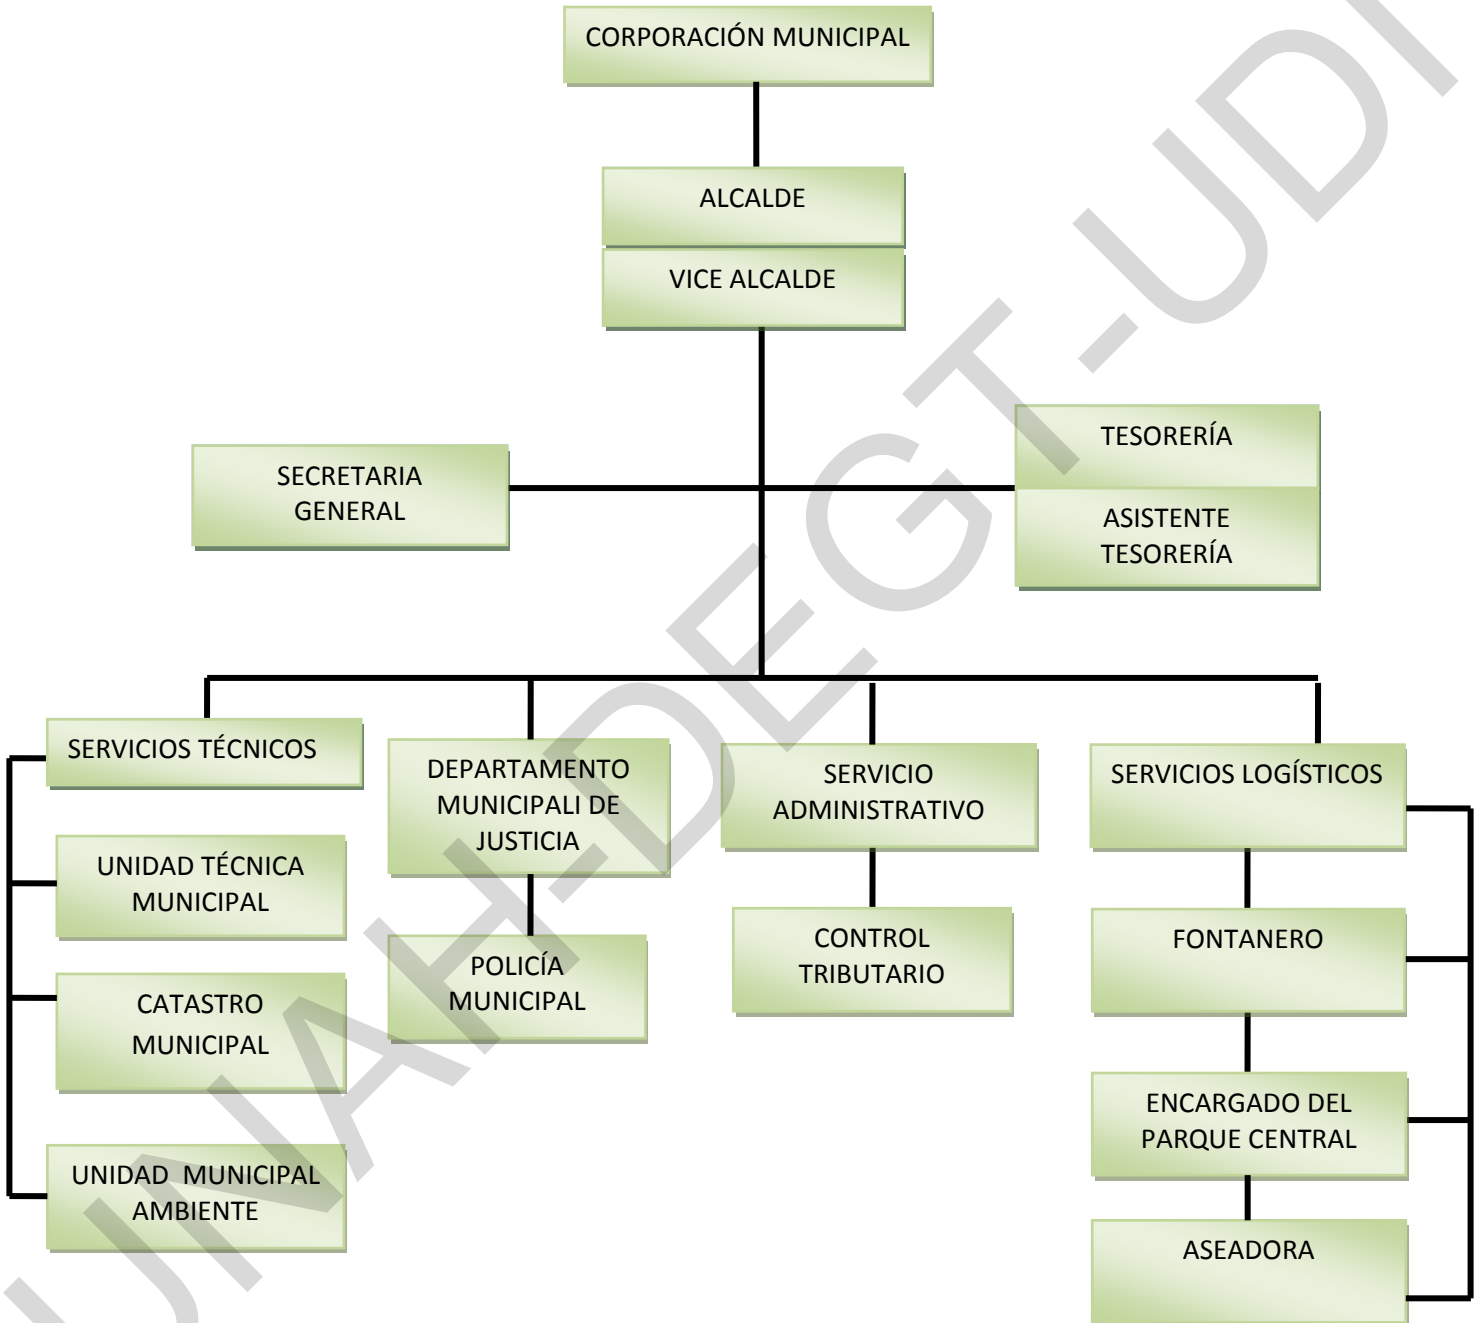 CORPORACIÓN MUNICIPAL
ALCALDE
VICE ALCALDE
SECRETARIA
GENERAL
TESORERÍA
ASISTENTE
TESORERÍA
SERVICIOS TÉCNICOS
UNIDAD TÉCNICA
MUNICIPAL
CATASTRO
MUNICIPAL
UNIDAD MUNICIPAL
AMBIENTE
DEPARTAMENTO
MUNICIPALI DE
JUSTICIA
POLICÍA
MUNICIPAL
SERVICIO
ADMINISTRATIVO
CONTROL
TRIBUTARIO
SERVICIOS LOGÍSTICOS
FONTANERO
ENCARGADO DEL
PARQUE CENTRAL
ASEADORA
UNAH-DEGT-UDI